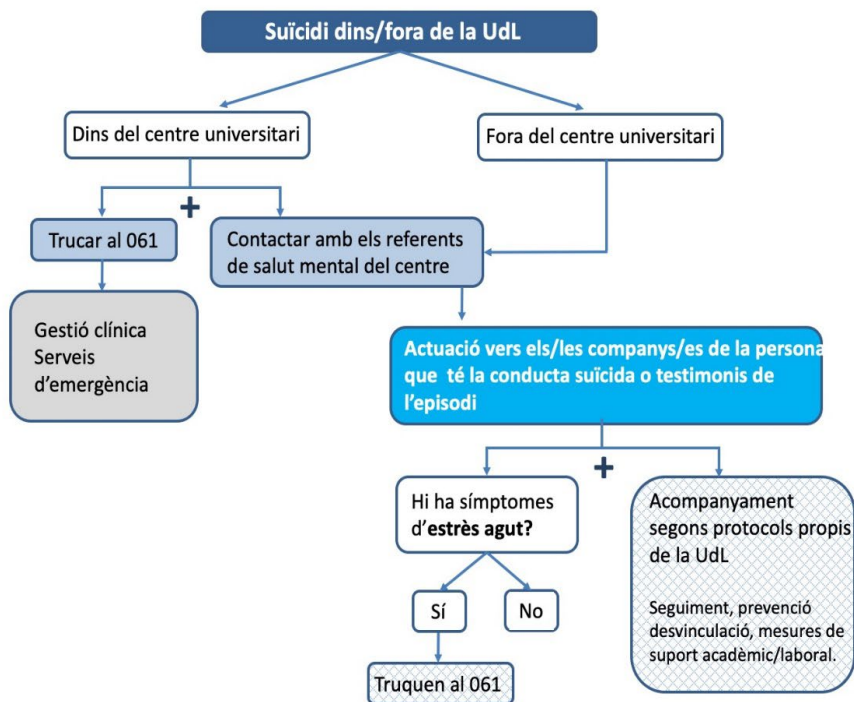 Suïcidi dins/fora de la UdL
Dins del centre universitari
Fora del centre universitari
+
Trucar al 061
Contactar amb els referents
de salut mental del centre
Gestió clínica
Serveis
d'emergència
Actuació vers els/les companys/es de la persona
que té la conducta suïcida o testimonis de
l'episodi
+
Hi ha símptomes
d'estrès agut?
Acompanyament
segons protocols propis
de la UdL
Seguiment, prevenció
desvinculació, mesures de
suport acadèmic/laboral.
Sí
No
Truquen al 061